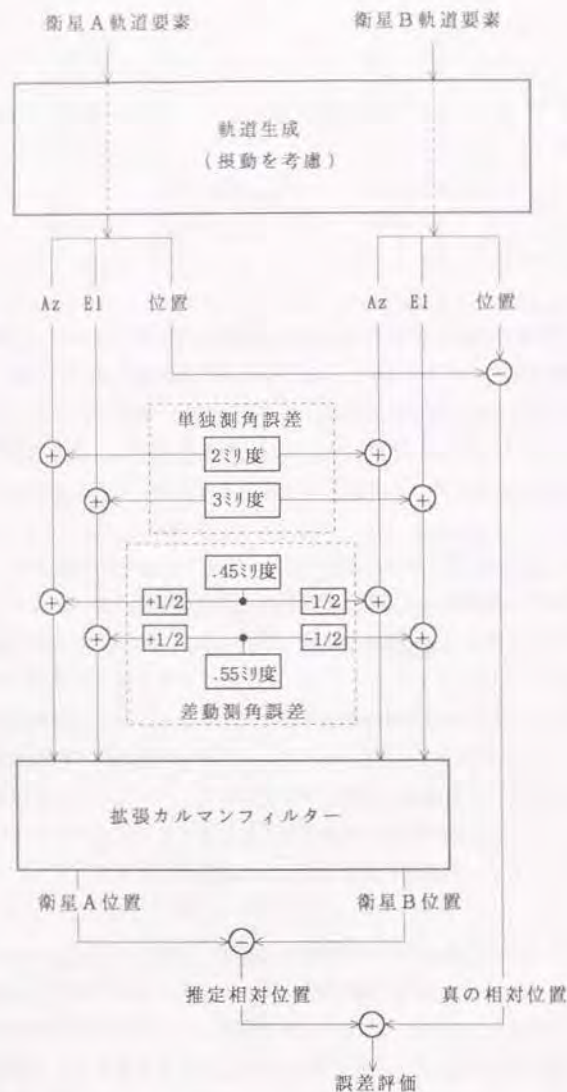 衛星A軌道要素 衛星B軌道要素
軌道生成
(摂動を考慮)
Az El 位置 Az El 位置
−
単独測角誤差
+ 2ミリ度 +
+ 3ミリ度 +
.45ミリ度
+ +1/2 -1/2 +
+ +1/2 -1/2 +
.55ミリ度
差動測角誤差
拡張カルマンフィルター
衛星A位置 衛星B位置
−
推定相対位置 真の相対位置
−
誤差評価